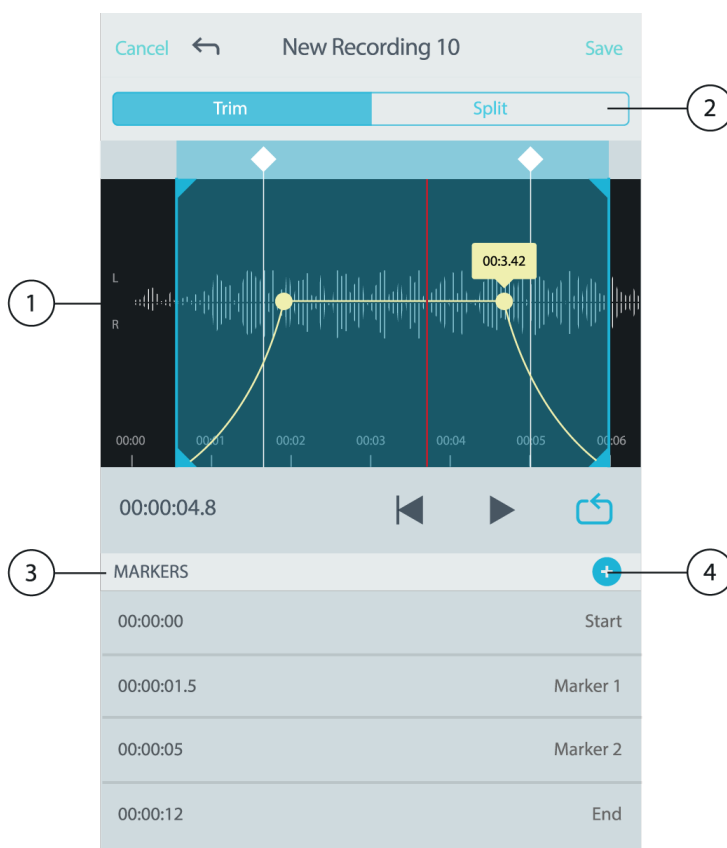 Cancel New Recording 10 Save
Trim Split
2
00:3.42
L
1
R
00:00 00:01 00:02 00:03 00:04 00:05 00:06
00:00:04.8
3 MARKERS + 4
00:00:00 Start
00:00:01.5 Marker 1
00:00:05 Marker 2
00:00:12 End